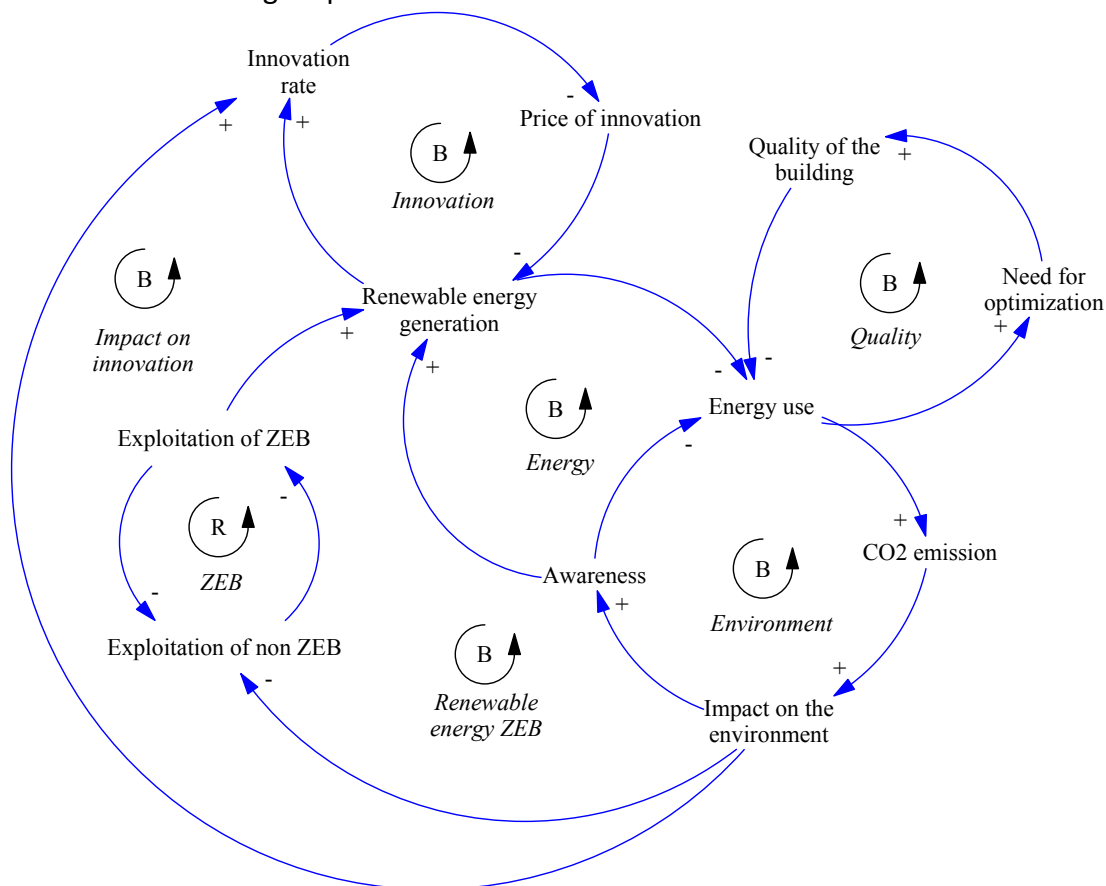 Innovation
rate
-
+
+
Price of innovation
B
Innovation
Quality of the
building
+
B
Impact on
innovation
-
Renewable energy
generation
+
+
B
Quality
Need for
optimization
+
-
-
Energy use
B
Energy
-
Exploitation of ZEB
-
R
ZEB
-
Exploitation of non ZEB
-
Awareness
+
B
Environment
+
CO2 emission
+
B
Renewable
energy ZEB
Impact on the
environment